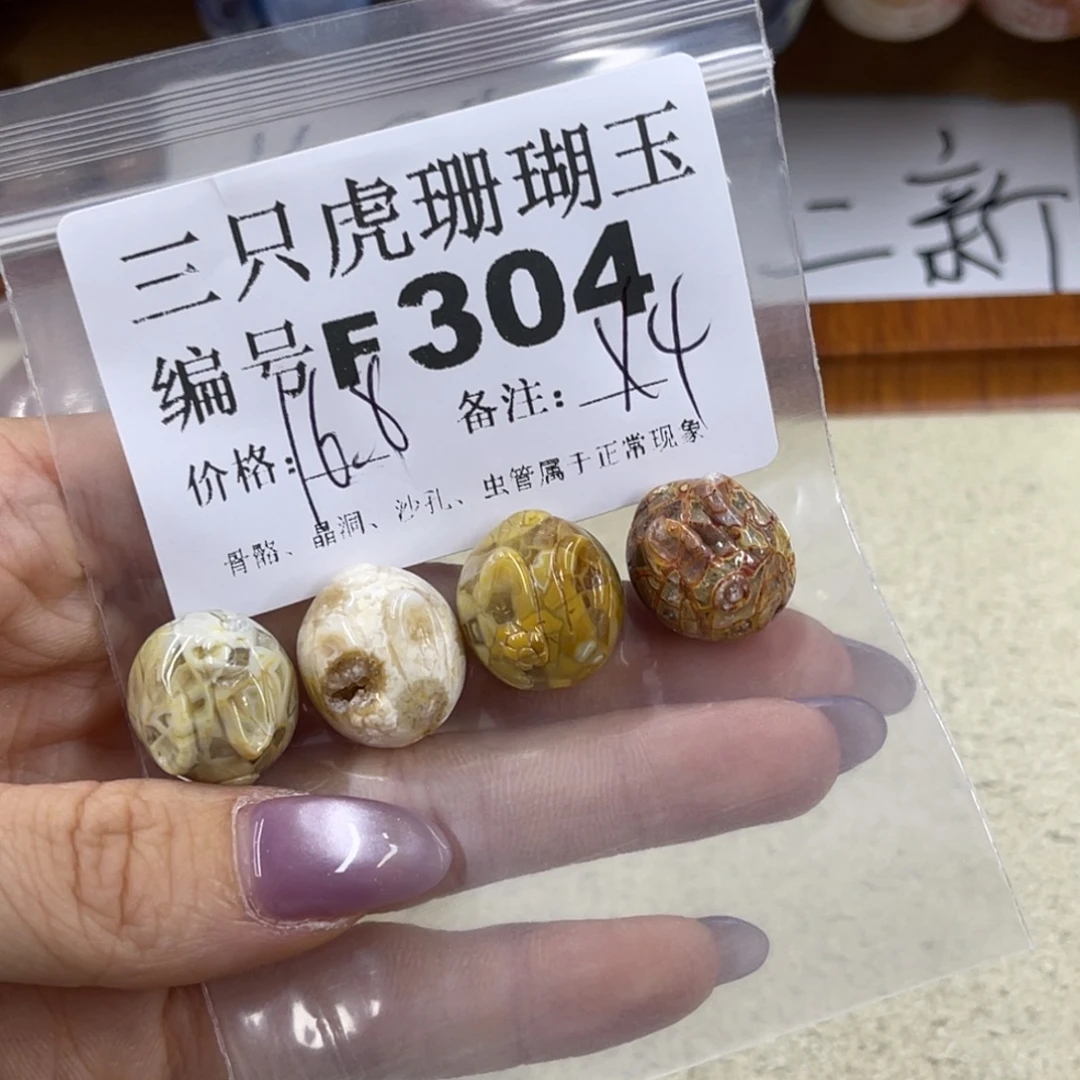 三只虎珊瑚玉
编号F304
价格:168 备注: X4
骨骼、晶洞、沙孔、虫管属于正常现象
二新